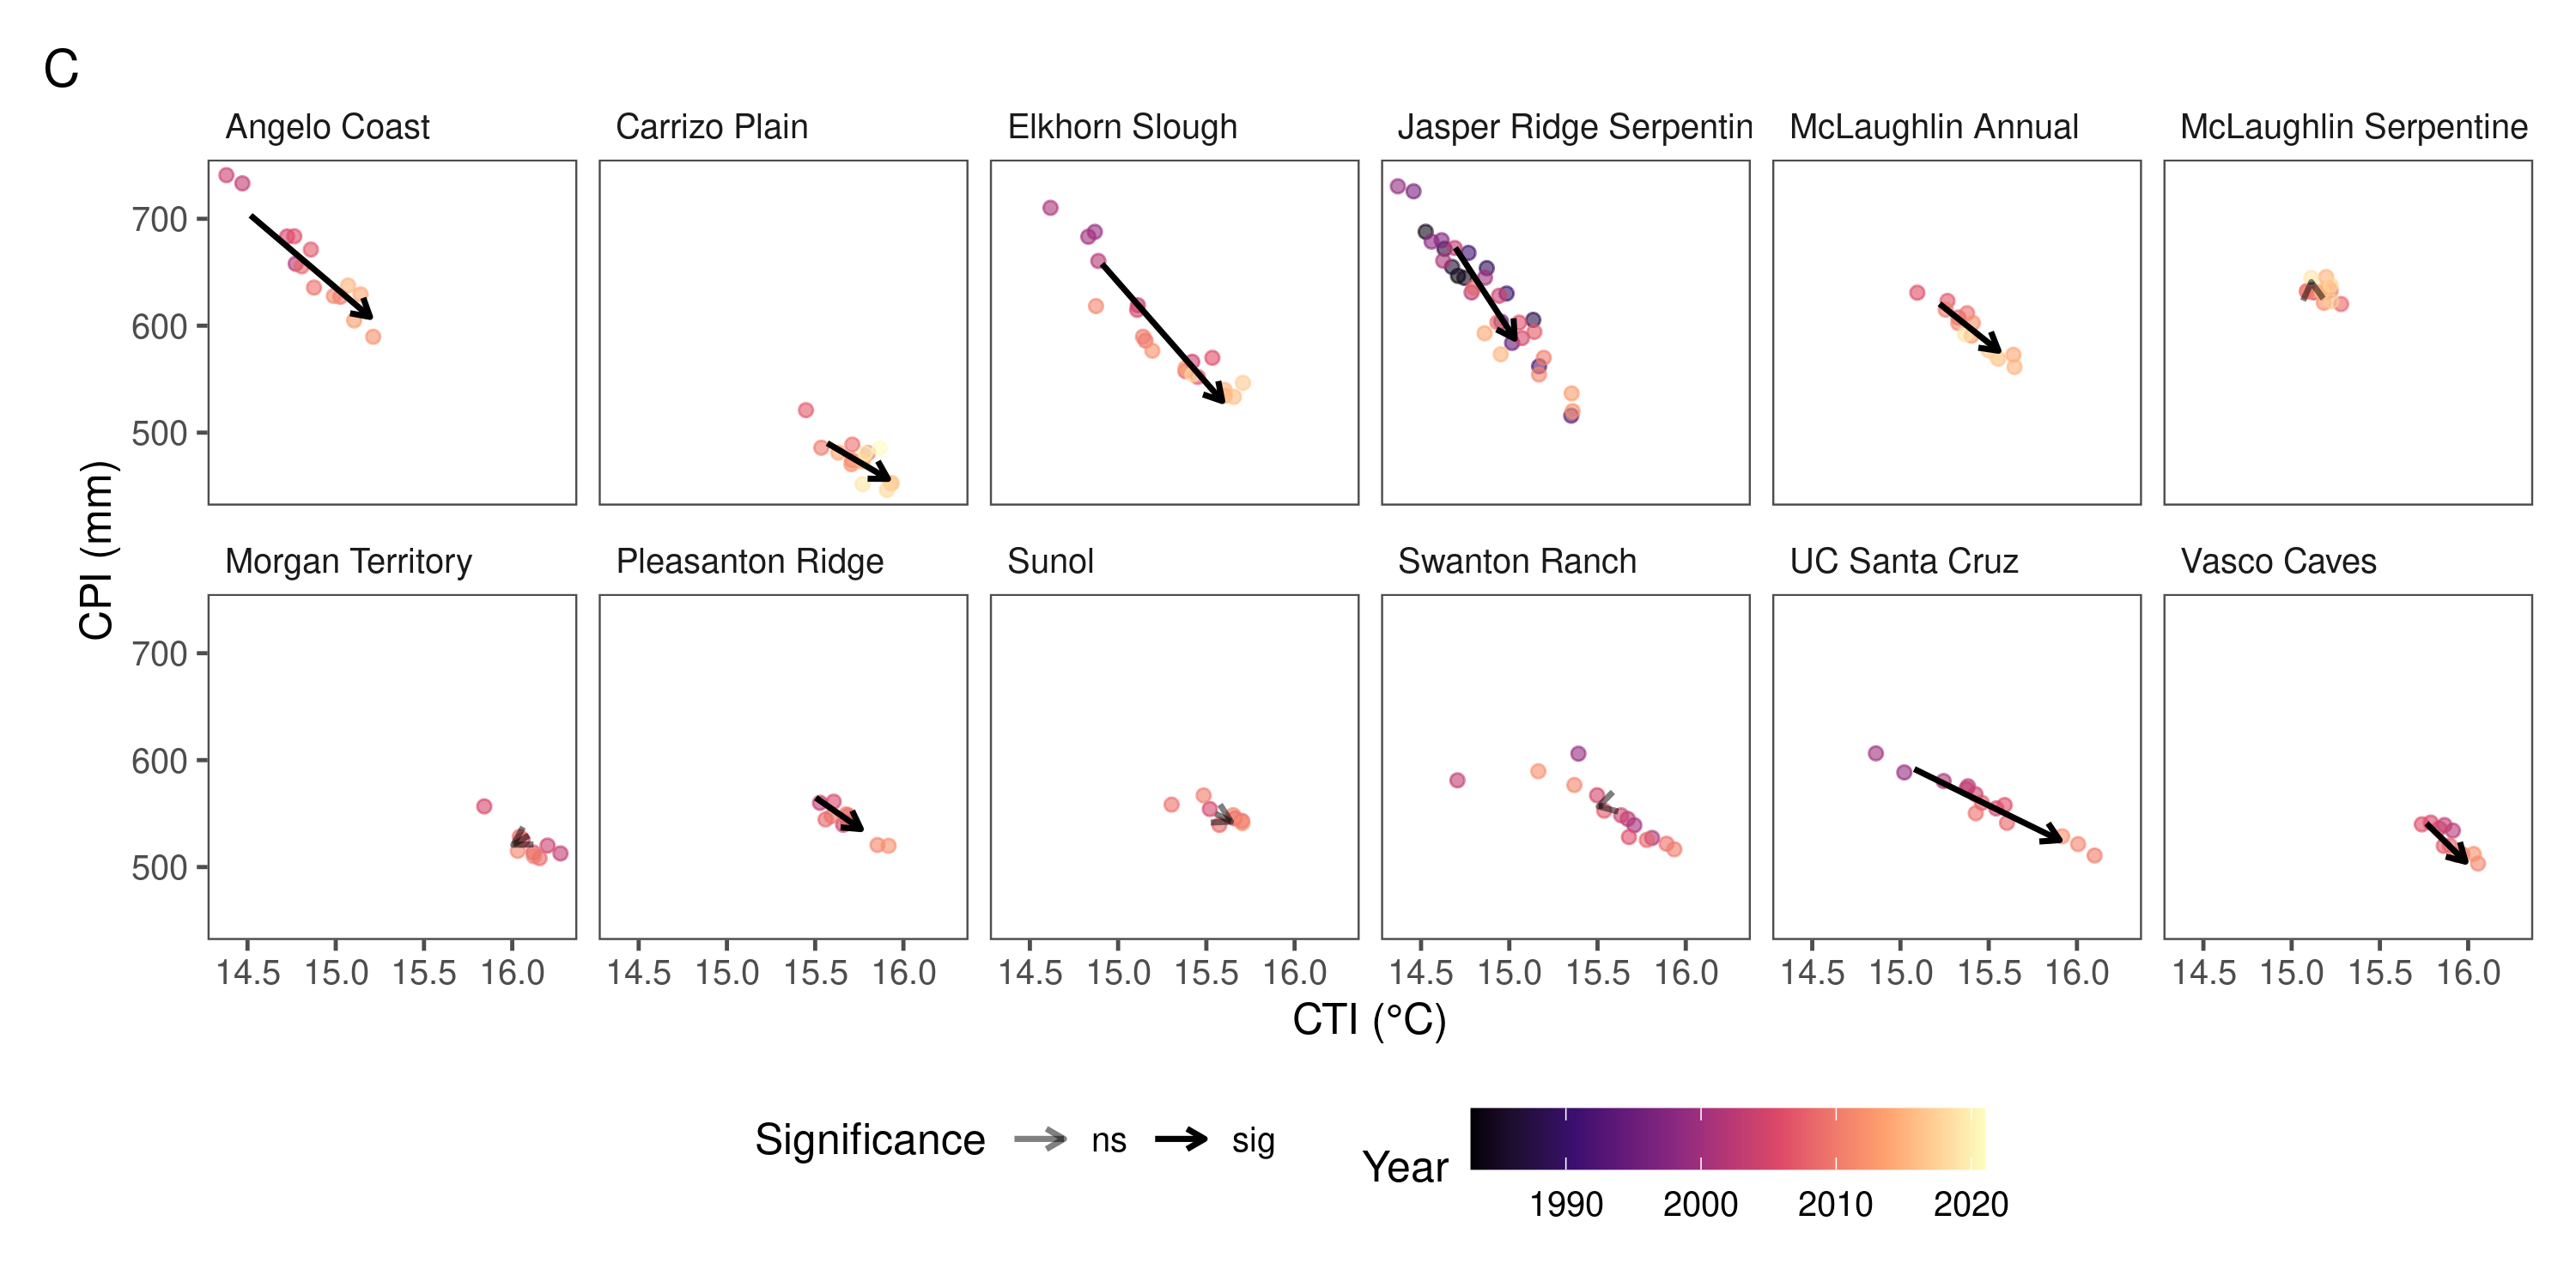 C
Angelo Coast
Carrizo Plain
Elkhorn Slough
Jasper Ridge Serpentin
McLaughlin Annual
McLaughlin Serpentine
700
600
500
CPI (mm)
Morgan Territory
Pleasanton Ridge
Sunol
Swanton Ranch
UC Santa Cruz
Vasco Caves
700
600
500
14.5 15.0 15.5 16.0
14.5 15.0 15.5 16.0
14.5 15.0 15.5 16.0
14.5 15.0 15.5 16.0
14.5 15.0 15.5 16.0
14.5 15.0 15.5 16.0
CTI (°C)
Significance ns sig
Year
1990 2000 2010 2020